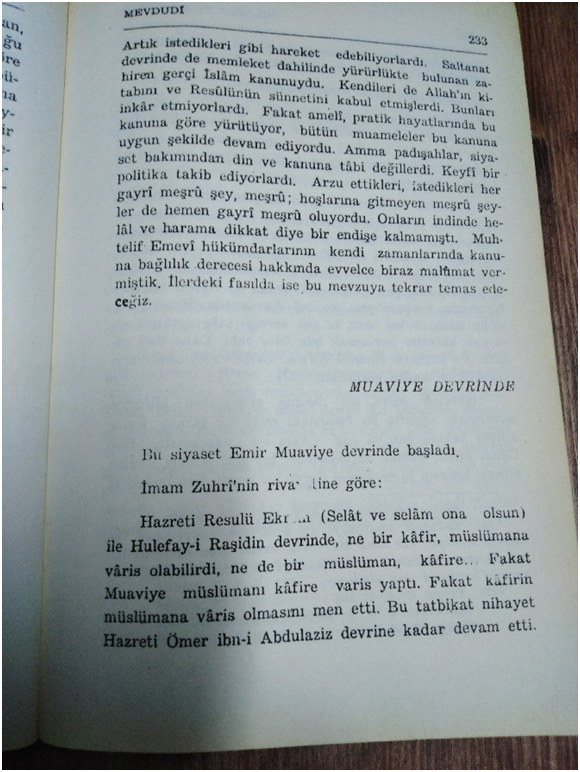 an,
ğu
öre
bü-
na
y-
ir
e-
MEVDUDİ
233
Artık istedikleri gibi hareket edebiliyorlardı. Saltanat
devrinde de memleket dahilinde yürürlükte bulunan za-
hiren gerçi İslâm kanunuydu. Kendileri de Allah'ın ki-
tabını ve Resûlünün sünnetini kabul etmişlerdi. Bunları
inkâr etmiyorlardı. Fakat amelî, pratik hayatlarında bu
kanuna göre yürütüyor, bütün muameleler bu kanuna
uygun şekilde devam ediyordu. Amma padişahlar, siya-
set bakımından din ve kanuna tâbi değillerdi. Keyfî bir
politika takib ediyorlardı. Arzu ettikleri, istedikleri her
gayrî meşrû şey, meşrû; hoşlarına gitmeyen meşrû şey-
ler de hemen gayrî meşrû oluyordu. Onların indinde he-
lâl ve harama dikkat diye bir endişe kalmamıştı. Muh-
telif Emevî hükümdarlarının kendi zamanlarında kanu-
na bağlılık derecesi hakkında evvelce biraz malûmat ver-
miştik. İlerdeki fasılda ise bu mevzuya tekrar temas ede-
ceğiz.
MUAVİYE DEVRİNDE
Bu siyaset Emir Muaviye devrinde başladı.
İmam Zuhrî'nin göre:
Hazreti Resulü (Selât ve selâm ona olsun)
ile Hulefay-i Raşidin devrinde, ne bir kâfir, müslümana
vâris olabilirdi, ne de bir müslüman, kâfire... Fakat
Muaviye müslümanı kâfire varis yaptı. Fakat kâfirin
müslümana vâris olmasını men etti. Bu tatbikat nihayet
Hazreti Ömer ibn-i Abdulaziz devrine kadar devam etti.